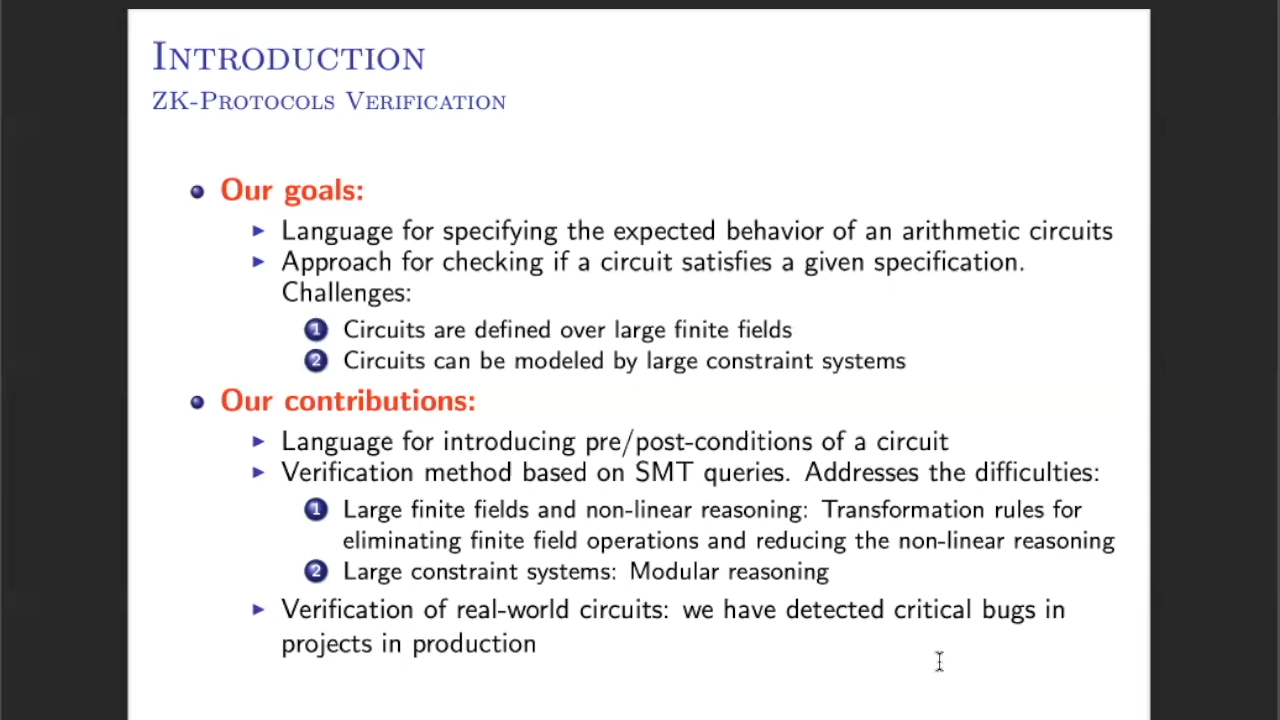 INTRODUCTION
ZK-PROTOCOLS VERIFICATION
Our goals:
Language for specifying the expected behavior of an arithmetic circuits
Approach for checking if a circuit satisfies a given specification.
Challenges:
1 Circuits are defined over large finite fields
2 Circuits can be modeled by large constraint systems
Our contributions:
Language for introducing pre/post-conditions of a circuit
Verification method based on SMT queries. Addresses the difficulties:
1 Large finite fields and non-linear reasoning: Transformation rules for
eliminating finite field operations and reducing the non-linear reasoning
2 Large constraint systems: Modular reasoning
Verification of real-world circuits: we have detected critical bugs in
projects in production